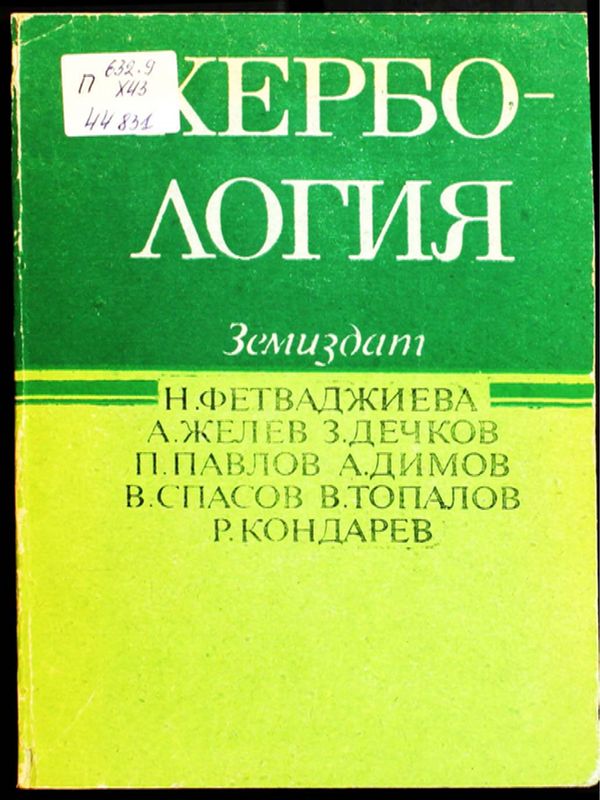 П 632.9
Х43
44831
ХЕРБО-
ЛОГИЯ
Земиздат
Н.ФЕТВАДЖИЕВА
А.ЖЕЛЕВ З.ДЕЧКОВ
П.ПАВЛОВ А.ДИМОВ
В.СПАСОВ В.ТОПАЛОВ
Р.КОНДАРЕВ